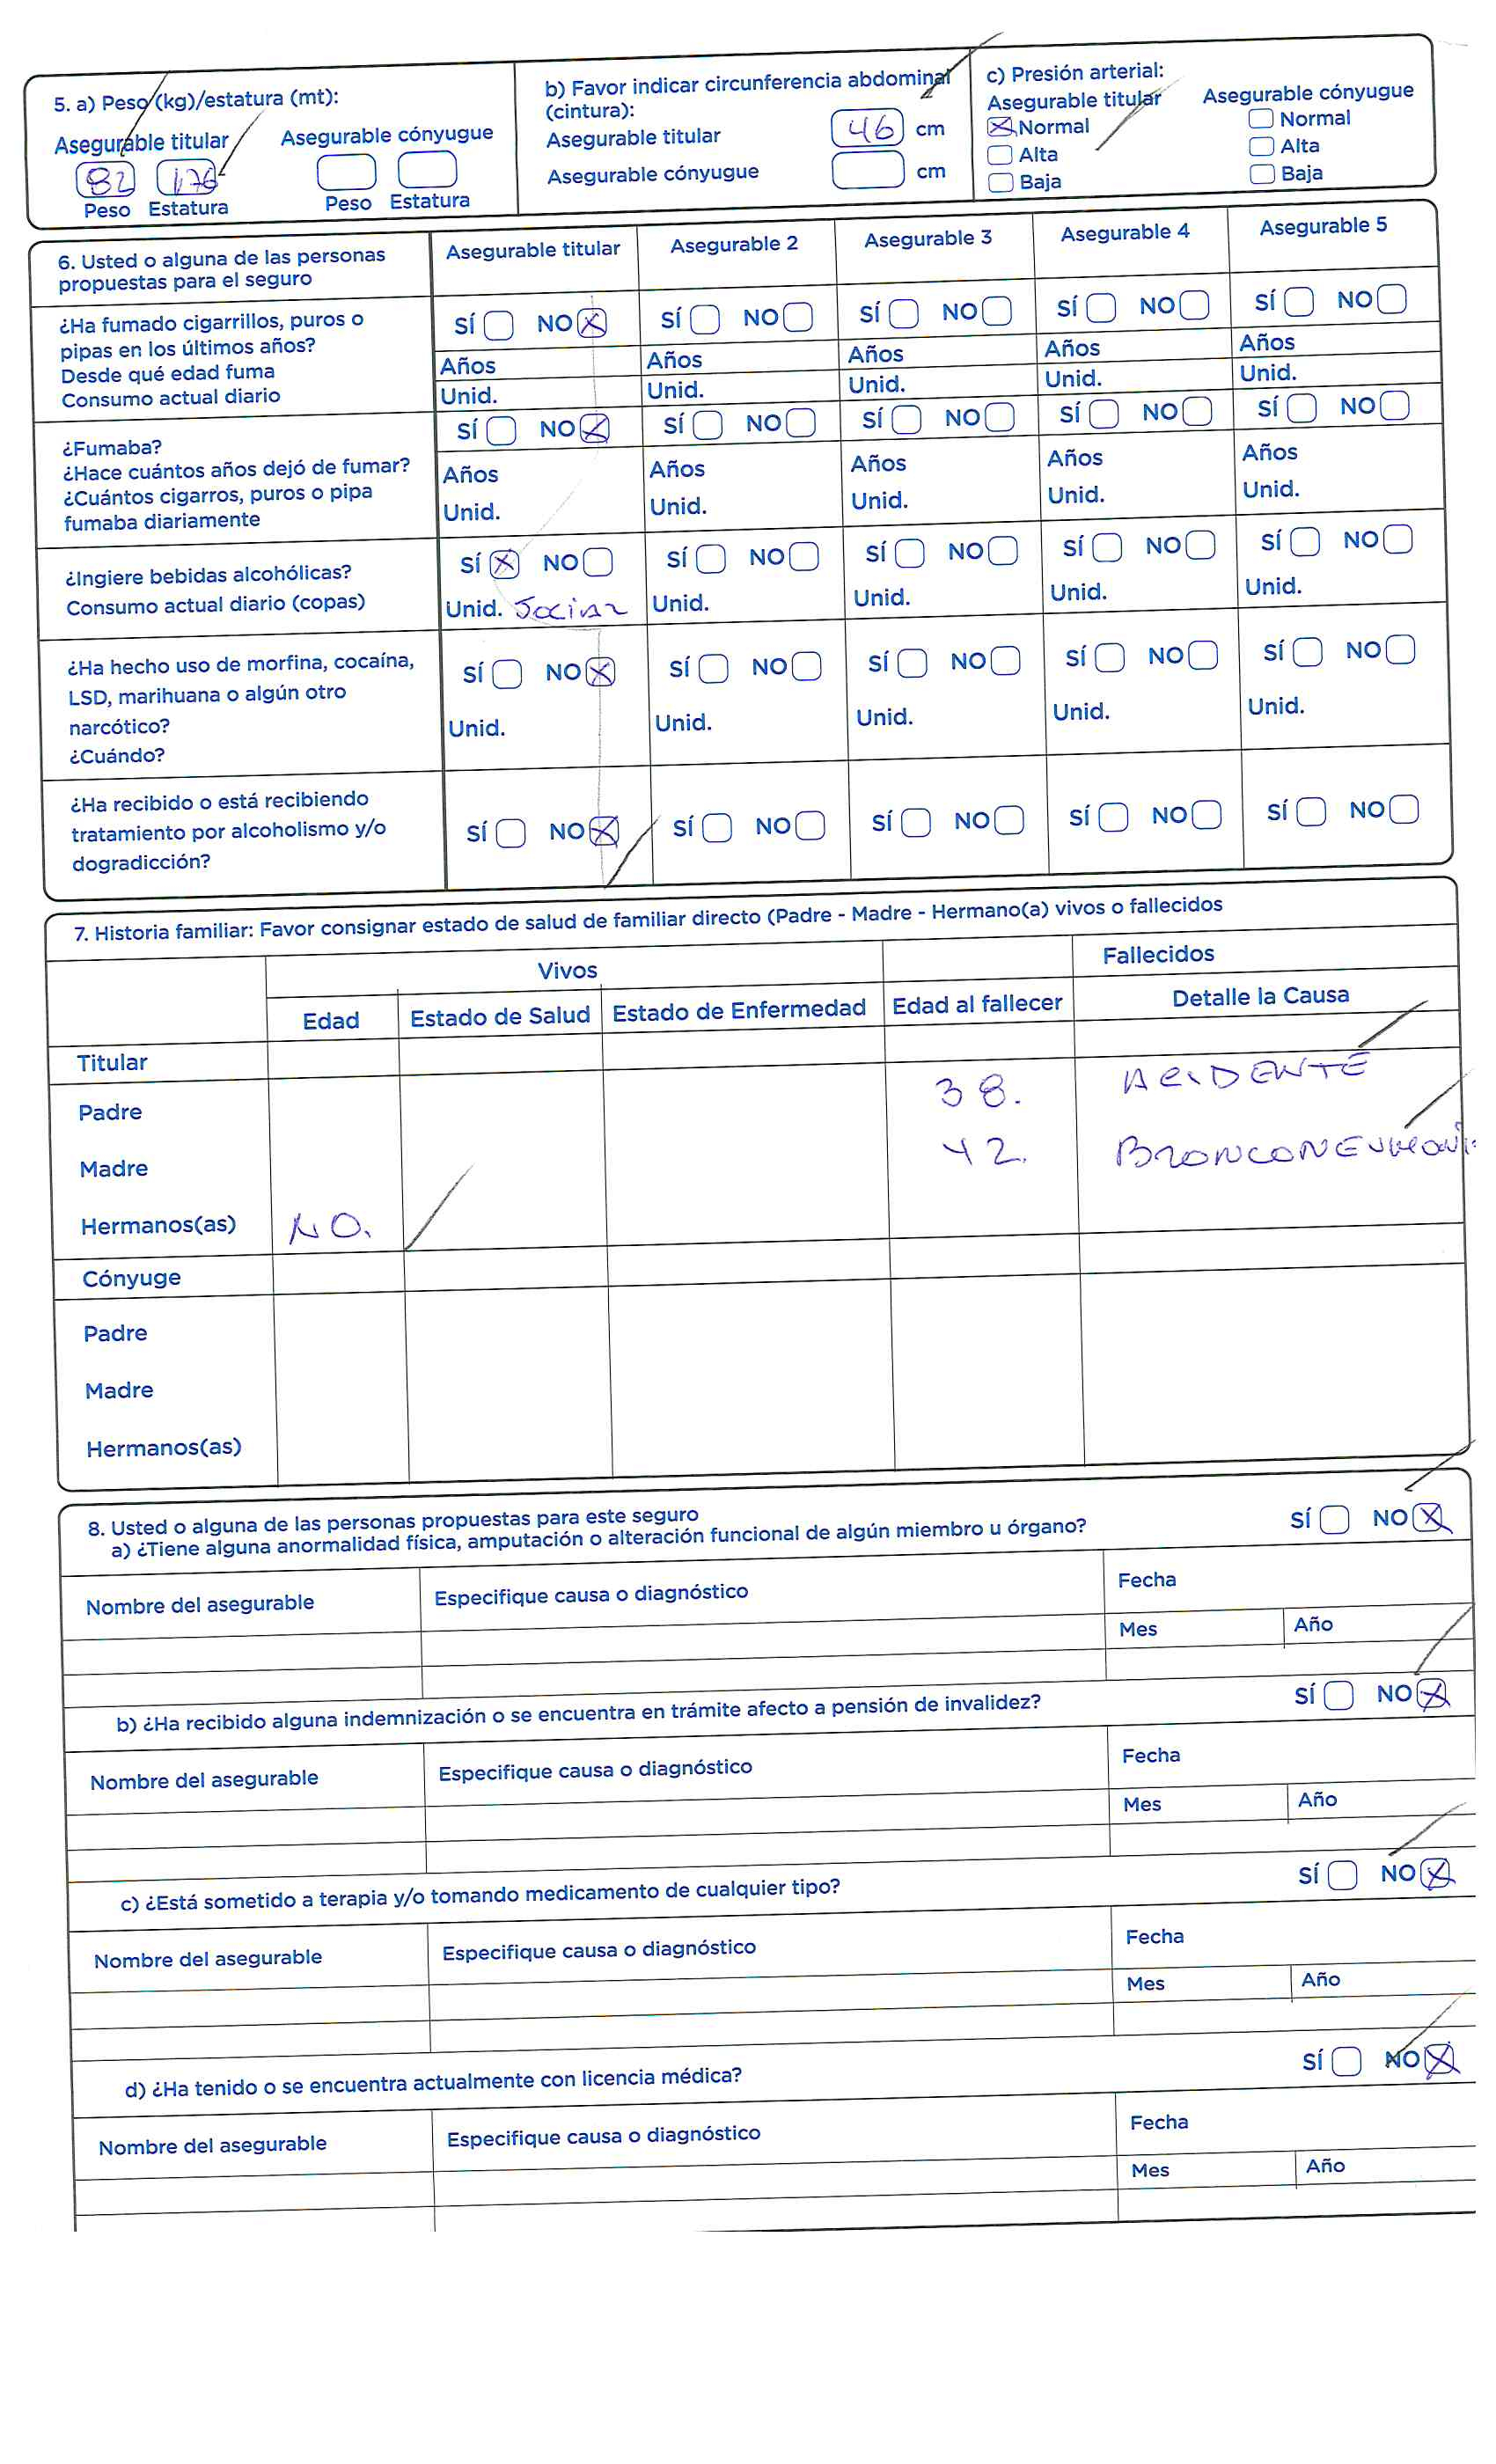 5. a) Peso (kg)/estatura (mt):
Asegurable titular Asegurable cónyugue
82 1,76
Peso Estatura Peso Estatura
b) Favor indicar circunferencia abdominal
(cintura):
Asegurable titular 46 cm
Asegurable cónyugue cm
c) Presión arterial:
Asegurable titular Asegurable cónyugue
Normal Normal
Alta Alta
Baja Baja
6. Usted o alguna de las personas
propuestas para el seguro
Asegurable titular Asegurable 2 Asegurable 3 Asegurable 4 Asegurable 5
¿Ha fumado cigarrillos, puros o
pipas en los últimos años?
Desde qué edad fuma
Consumo actual diario
SÍ NO X SÍ NO SÍ NO SÍ NO SÍ NO
Años Años Años Años Años
Unid. Unid. Unid. Unid. Unid.
¿Fumaba?
¿Hace cuántos años dejó de fumar?
¿Cuántos cigarros, puros o pipa
fumaba diariamente
SÍ NO X SÍ NO SÍ NO SÍ NO SÍ NO
Años Años Años Años Años
Unid. Unid. Unid. Unid. Unid.
¿Ingiere bebidas alcohólicas?
Consumo actual diario (copas)
SÍ X NO SÍ NO SÍ NO SÍ NO SÍ NO
Unid. Social Unid. Unid. Unid. Unid.
¿Ha hecho uso de morfina, cocaína,
LSD, marihuana o algún otro
narcótico?
¿Cuándo?
SÍ NO X SÍ NO SÍ NO SÍ NO SÍ NO
Unid. Unid. Unid. Unid. Unid.
¿Ha recibido o está recibiendo
tratamiento por alcoholismo y/o
dogradicción?
SÍ NO X SÍ NO SÍ NO SÍ NO SÍ NO
7. Historia familiar: Favor consignar estado de salud de familiar directo (Padre - Madre - Hermano(a) vivos o fallecidos
Vivos Fallecidos
Edad Estado de Salud Estado de Enfermedad Edad al fallecer Detalle la Causa
Titular
Padre 38. ACIDENTE
Madre 42. BRONCONEUMONI
Hermanos(as) NO.
Cónyuge
Padre
Madre
Hermanos(as)
8. Usted o alguna de las personas propuestas para este seguro
a) ¿Tiene alguna anormalidad física, amputación o alteración funcional de algún miembro u órgano? SÍ NO X
Nombre del asegurable Especifique causa o diagnóstico Fecha
Mes Año
b) ¿Ha recibido alguna indemnización o se encuentra en trámite afecto a pensión de invalidez? SÍ NO X
Nombre del asegurable Especifique causa o diagnóstico Fecha
Mes Año
c) ¿Está sometido a terapia y/o tomando medicamento de cualquier tipo? SÍ NO X
Nombre del asegurable Especifique causa o diagnóstico Fecha
Mes Año
d) ¿Ha tenido o se encuentra actualmente con licencia médica? SÍ NO X
Nombre del asegurable Especifique causa o diagnóstico Fecha
Mes Año